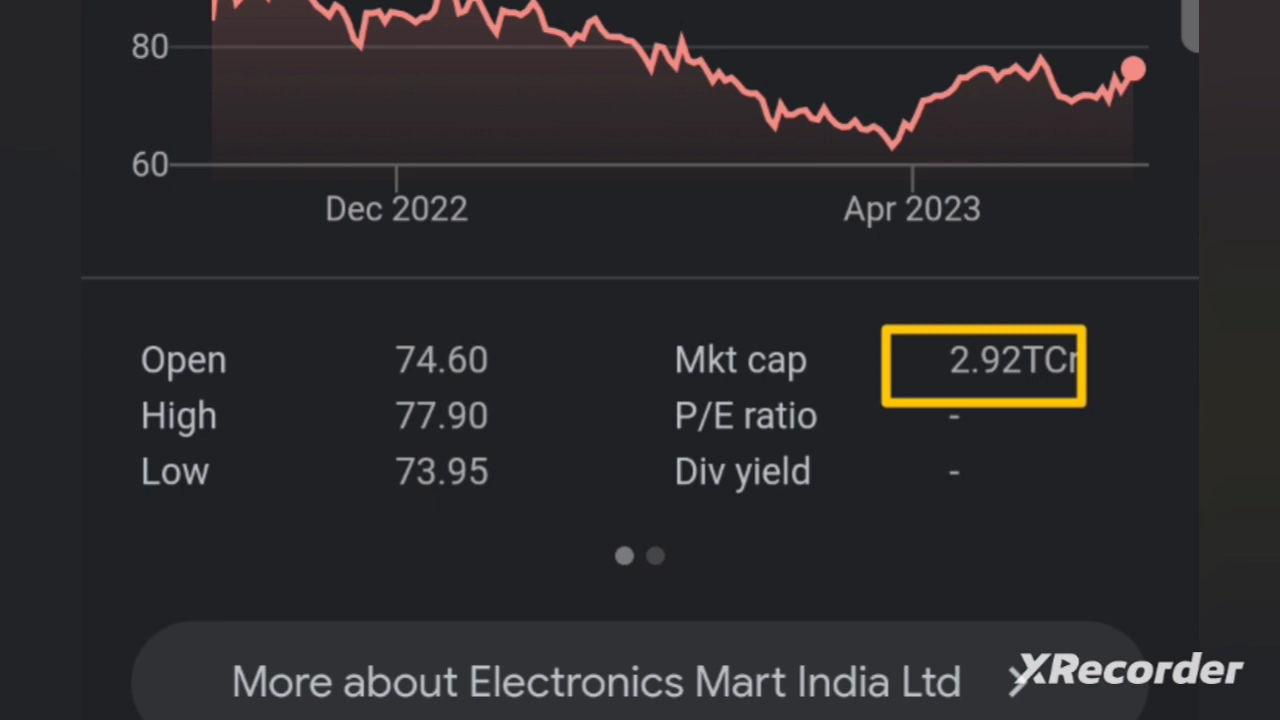 80
60
Dec 2022 Apr 2023
Open 74.60 Mkt cap 2.92TCr
High 77.90 P/E ratio -
Low 73.95 Div yield -
More about Electronics Mart India Ltd
XRecorder